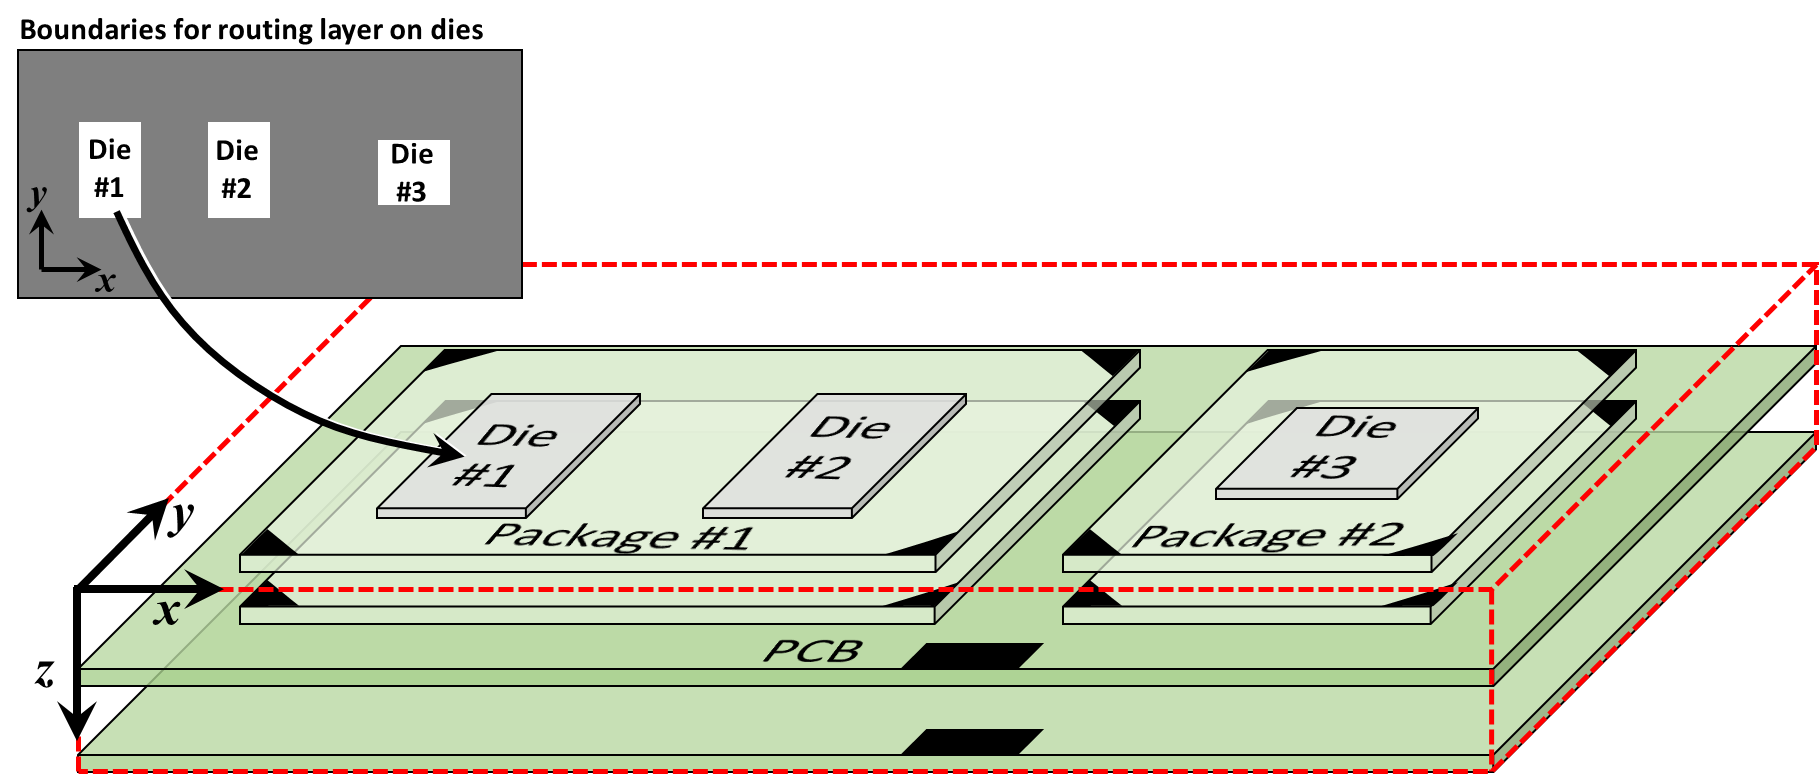 Boundaries for routing layer on dies
Die
#1
Die
#2
Die
#3
y
x
Die
#1
Die
#2
Die
#3
Package #1
Package #2
y
x
z
PCB